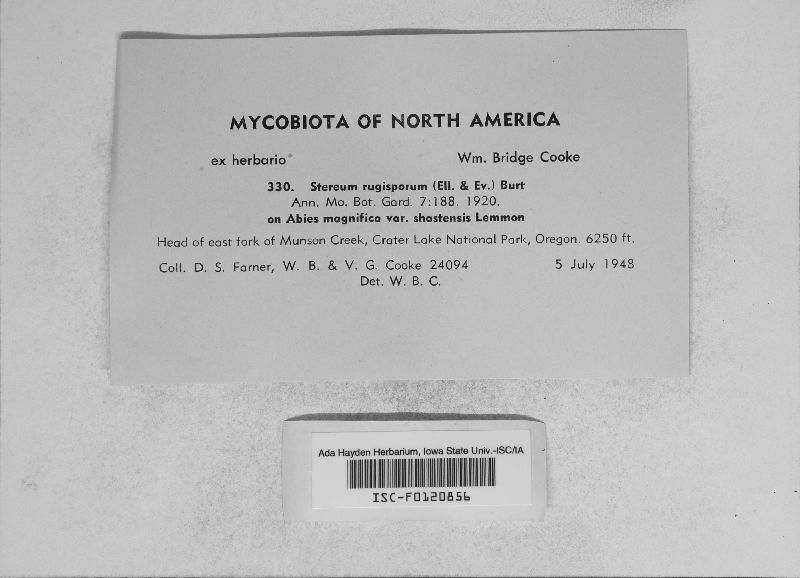 MYCOBIOTA OF NORTH AMERICA
ex herbario Wm. Bridge Cooke
330. Stereum rugisporum (Ell. & Ev.) Burt
Ann. Mo. Bot. Gard. 7:188. 1920.
on Abies magnifica var. shastensis Lemmon
Head of east fork of Munson Creek, Crater Lake National Park, Oregon. 6250 ft.
Coll. D. S. Farner, W. B. & V. G. Cooke 24094 5 July 1948
Det. W. B. C.
Ada Hayden Herbarium, Iowa State Univ.-ISC/IA
ISC-F0120856